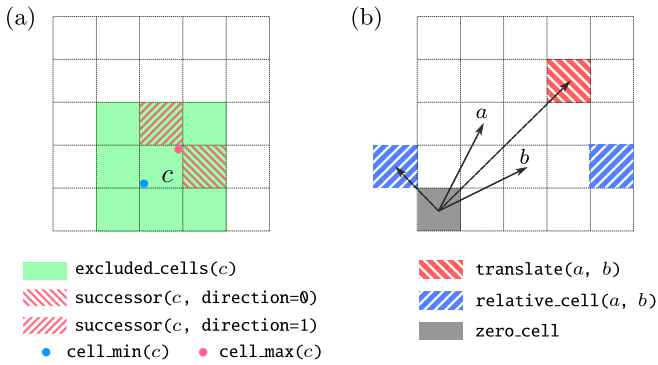 (a)
c
excluded_cells(c)
successor(c, direction=0)
successor(c, direction=1)
cell_min(c) cell_max(c)
(b)
a
b
translate(a, b)
relative_cell(a, b)
zero_cell